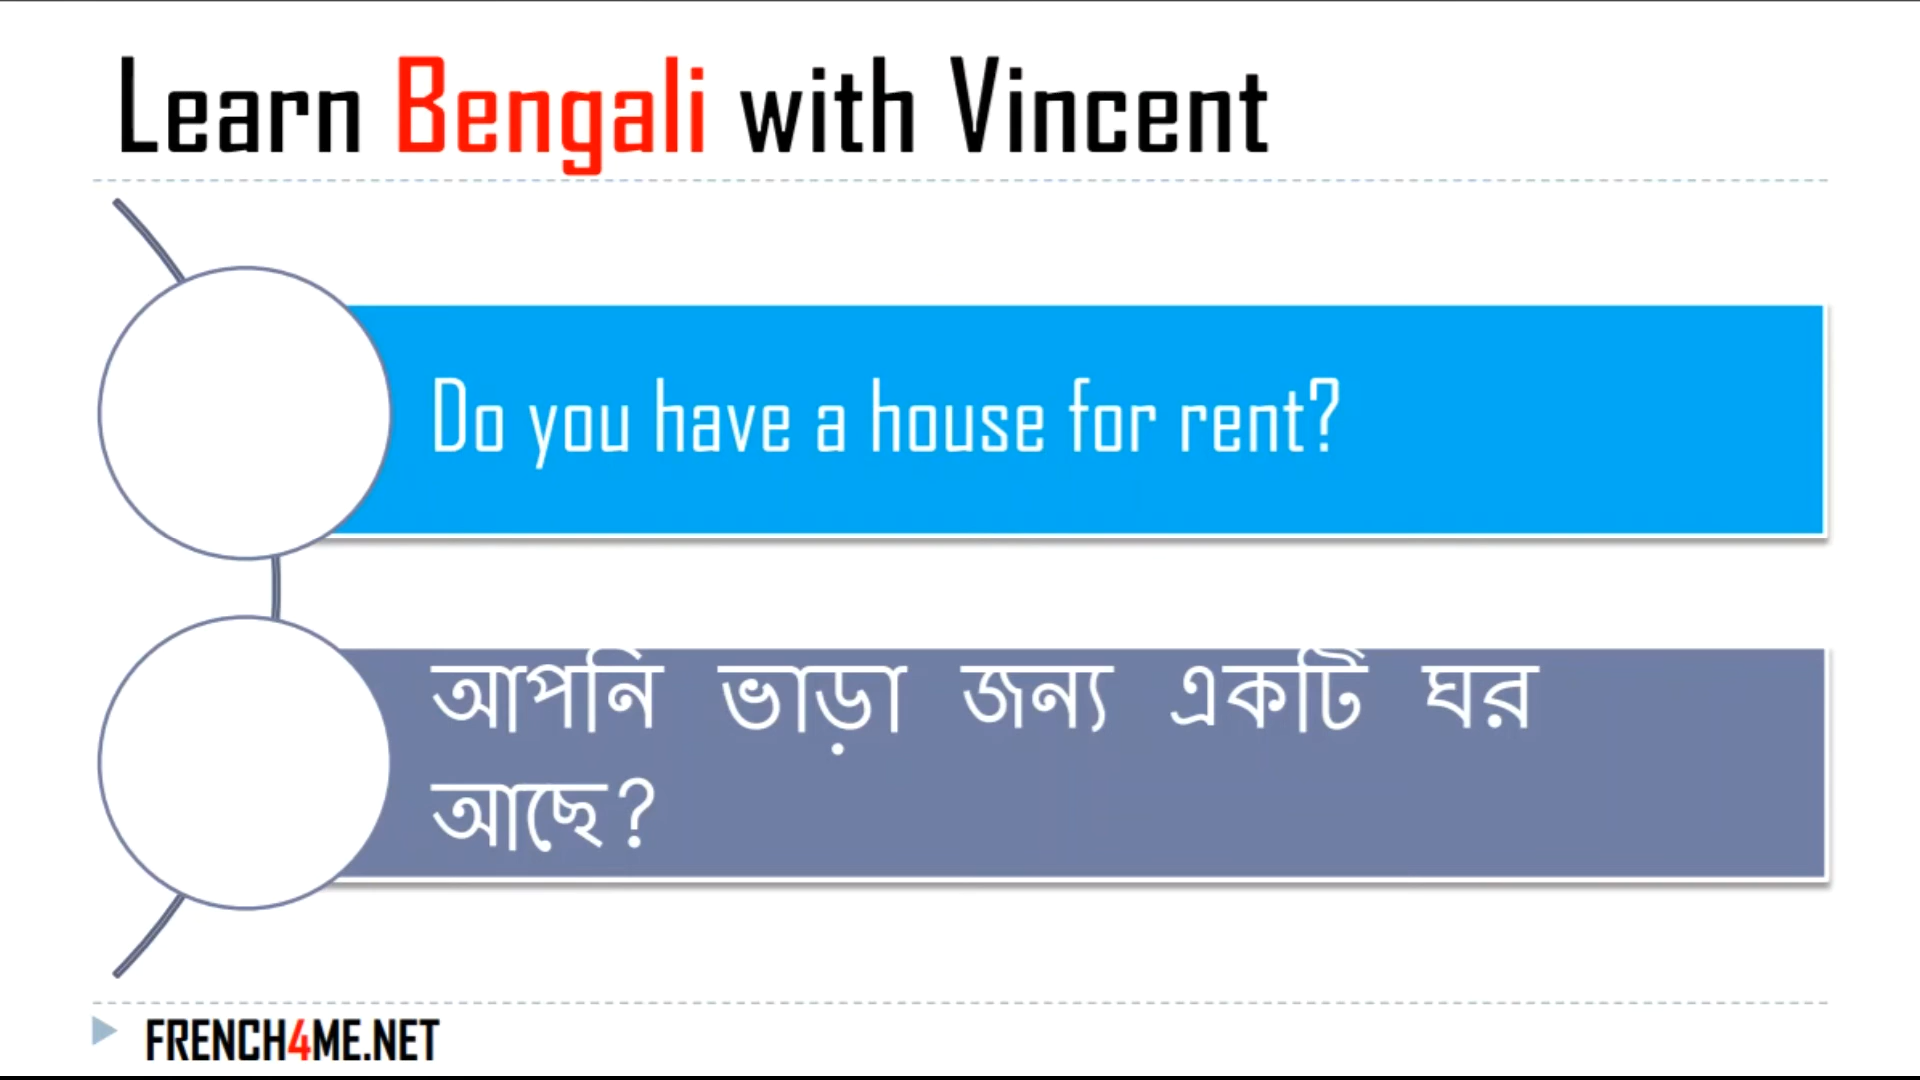 Learn Bengali with Vincent
Do you have a house for rent?
আপনি ভাড়া জন্য একটি ঘর
আছে?
FRENCH4ME.NET